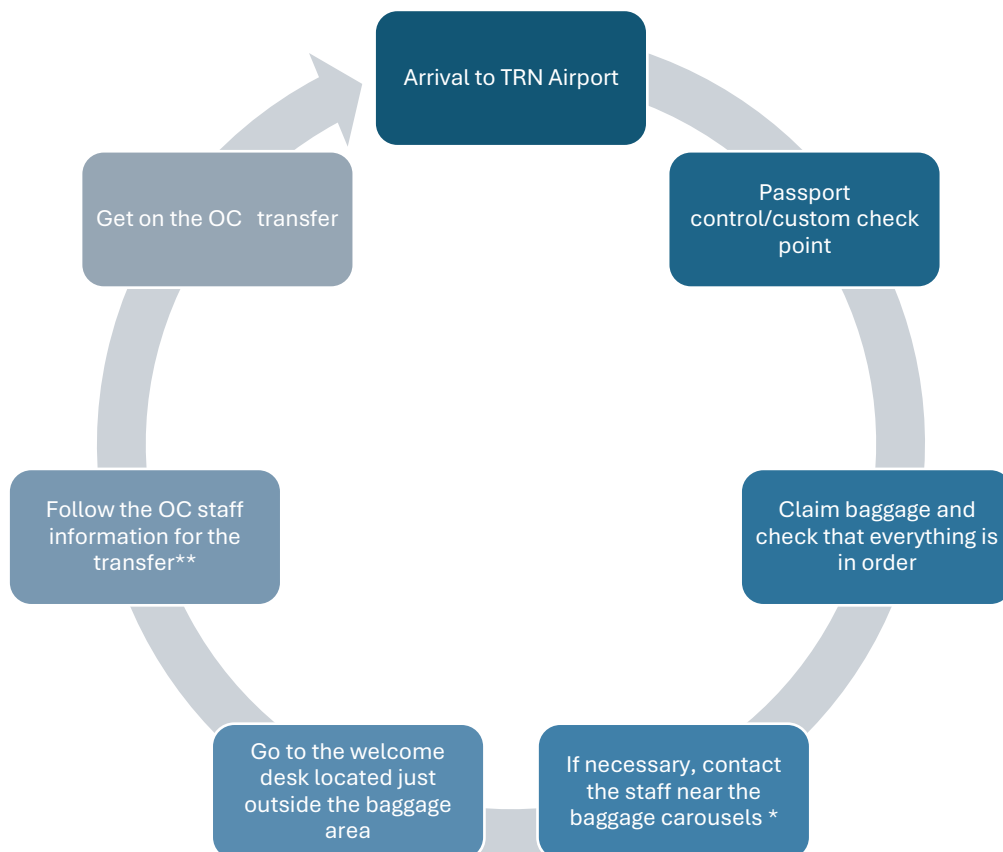 Arrival to TRN Airport
Passport
control/custom check
point
Claim baggage and
check that everything is
in order
If necessary, contact
the staff near the
baggage carousels *
Go to the welcome
desk located just
outside the baggage
area
Follow the OC staff
information for the
transfer**
Get on the OC transfer